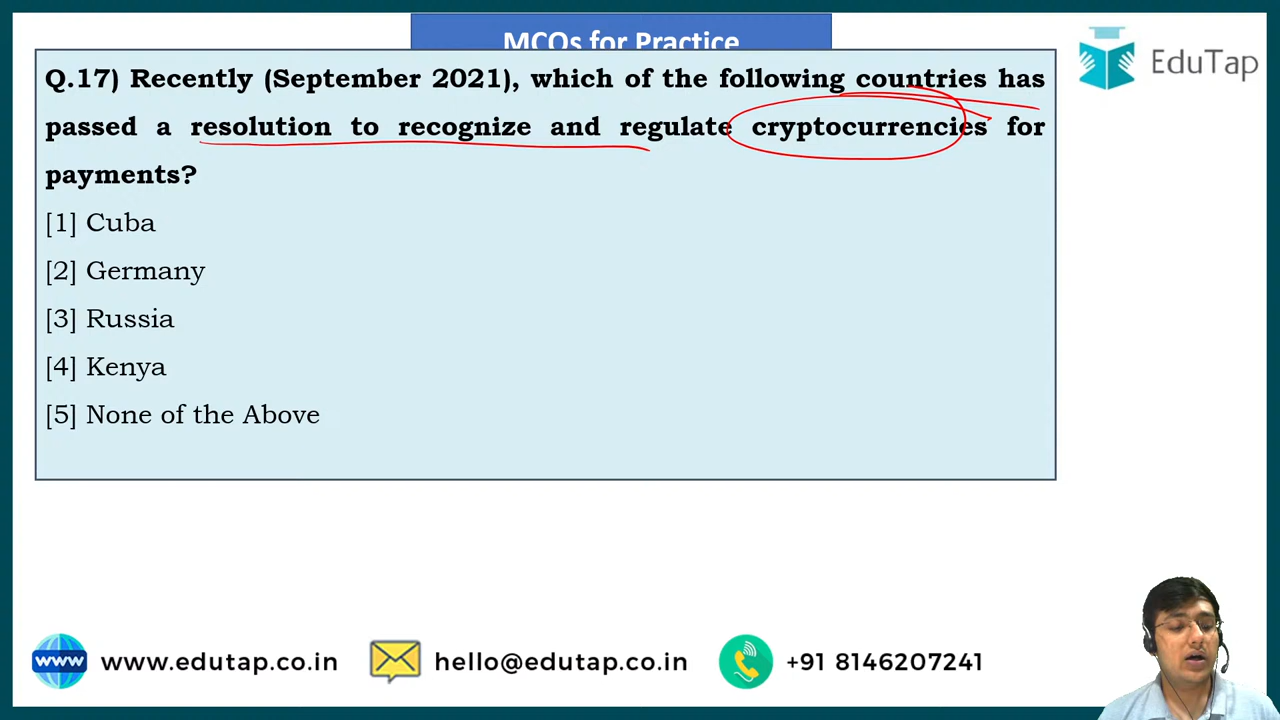 MCQs for Practice
EduTap
Q.17) Recently (September 2021), which of the following countries has
passed a resolution to recognize and regulate cryptocurrencies for
payments?
[1] Cuba
[2] Germany
[3] Russia
[4] Kenya
[5] None of the Above
www
www.edutap.co.in
hello@edutap.co.in
+91 8146207241